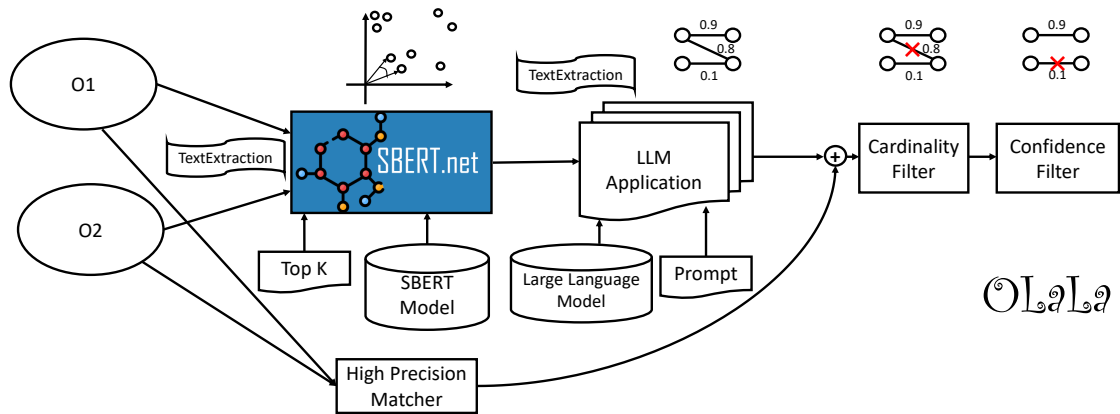 O1
O2
TextExtraction
SBERT.net
Top K
SBERT
Model
TextExtraction
LLM
Application
Large Language
Model
Prompt
High Precision
Matcher
0.9
0.8
0.1
+
0.9
0.8
0.1
Cardinality
Filter
0.9
0.1
Confidence
Filter
OLaLa